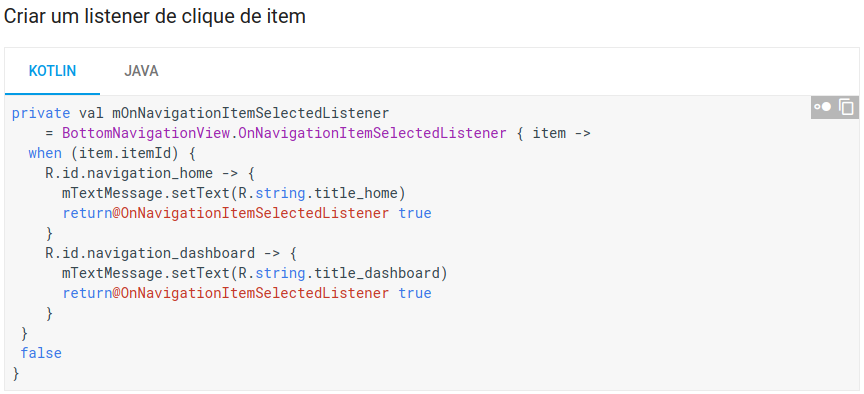 Criar um listener de clique de item
KOTLIN JAVA
private val mOnNavigationItemSelectedListener
    = BottomNavigationView.OnNavigationItemSelectedListener { item ->
  when (item.itemId) {
    R.id.navigation_home -> {
      mTextMessage.setText(R.string.title_home)
      return@OnNavigationItemSelectedListener true
    }
    R.id.navigation_dashboard -> {
      mTextMessage.setText(R.string.title_dashboard)
      return@OnNavigationItemSelectedListener true
    }
 }
 false
}